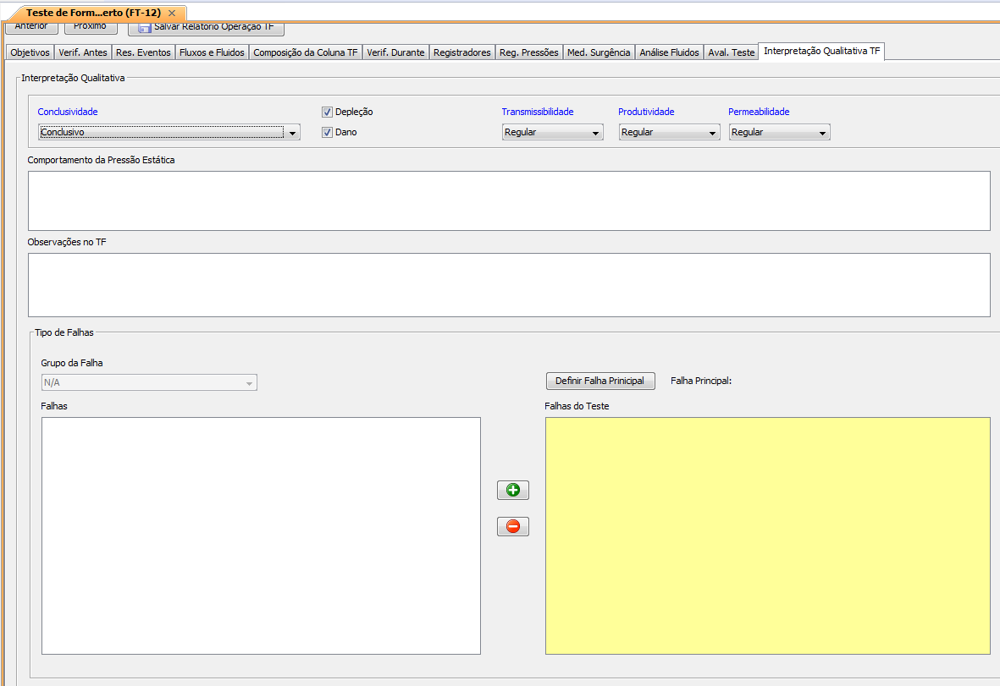 Teste de Form...erto (FT-12)
Anterior Próximo Salvar Relatório Operação TF
Objetivos Verif. Antes Res. Eventos Fluxos e Fluidos Composição da Coluna TF Verif. Durante Registradores Reg. Pressões Med. Surgência Análise Fluidos Aval. Teste Interpretação Qualitativa TF
Interpretação Qualitativa
Conclusividade Depleção Transmissibilidade Produtividade Permeabilidade
Conclusivo Dano Regular Regular Regular
Comportamento da Pressão Estática
Observações no TF
Tipo de Falhas
Grupo da Falha
N/A Definir Falha Prinicipal Falha Principal:
Falhas Falhas do Teste